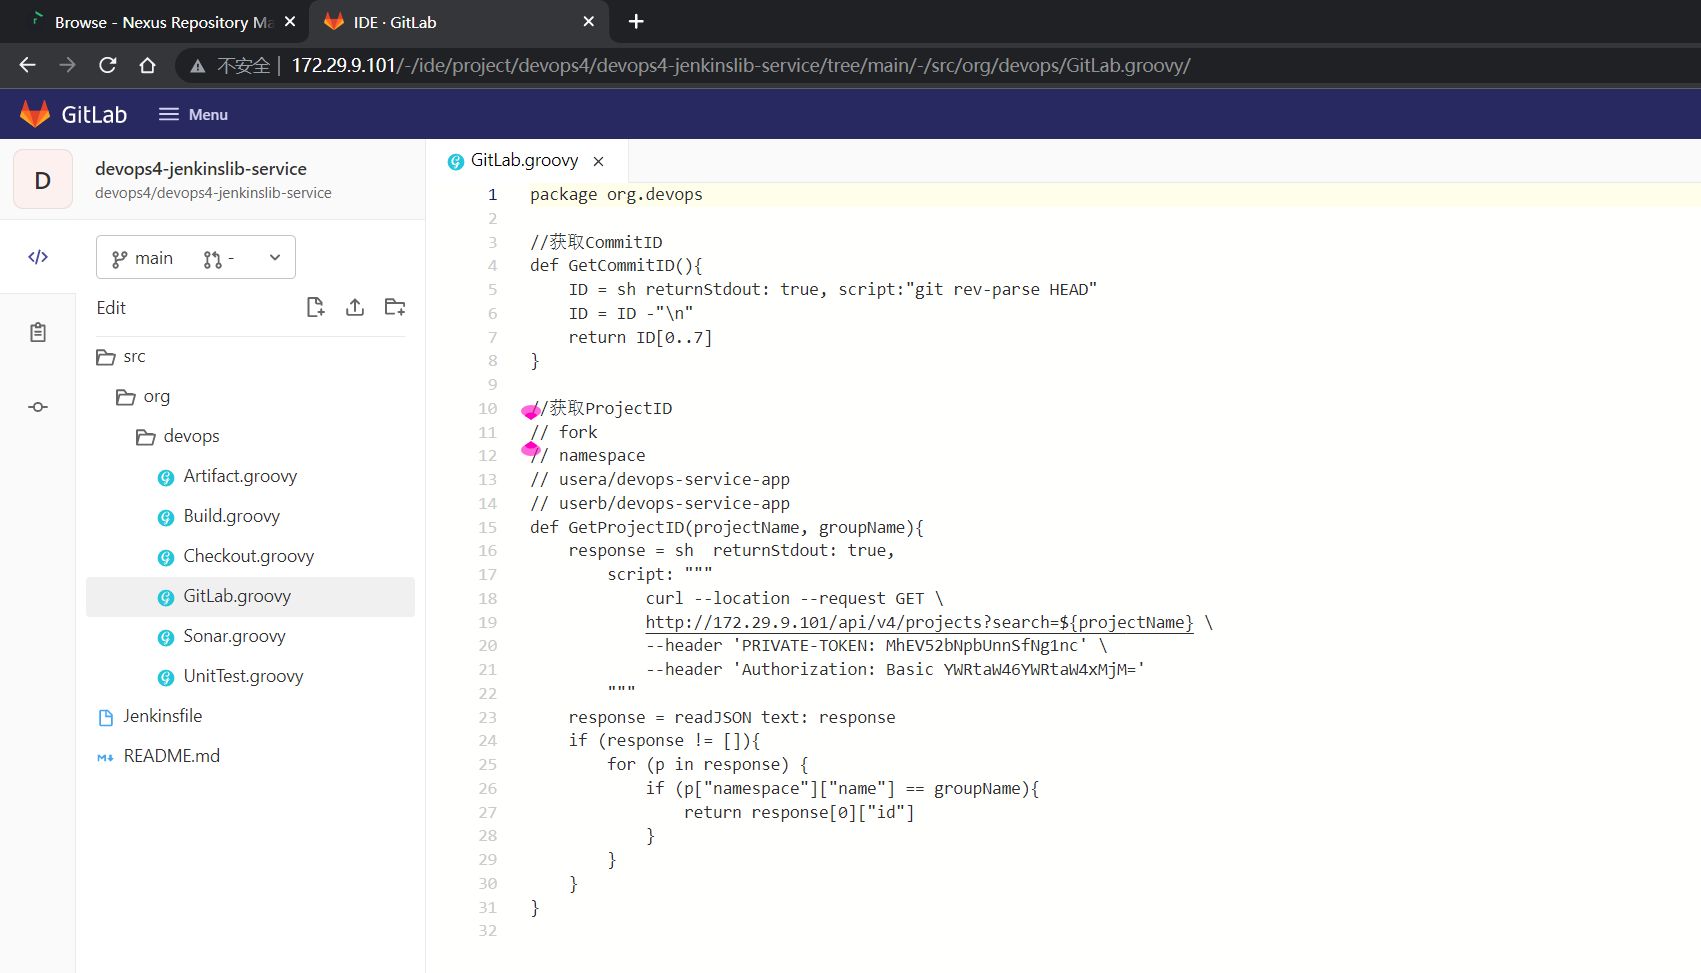 Browse - Nexus Repository Ma
IDE · GitLab
不安全 | 172.29.9.101/-/ide/project/devops4/devops4-jenkinslib-service/tree/main/-/src/org/devops/GitLab.groovy/
GitLab
Menu
D
devops4-jenkinslib-service
devops4/devops4-jenkinslib-service
main
-
Edit
src
org
devops
Artifact.groovy
Build.groovy
Checkout.groovy
GitLab.groovy
Sonar.groovy
UnitTest.groovy
Jenkinsfile
README.md
GitLab.groovy
1 package org.devops
2
3 //获取CommitID
4 def GetCommitID(){
5     ID = sh returnStdout: true, script:"git rev-parse HEAD"
6     ID = ID -"\n"
7     return ID[0..7]
8 }
9
10 //获取ProjectID
11 // fork
12 // namespace
13 // usera/devops-service-app
14 // userb/devops-service-app
15 def GetProjectID(projectName, groupName){
16     response = sh  returnStdout: true,
17         script: """
18             curl --location --request GET \
19             http://172.29.9.101/api/v4/projects?search=${projectName} \
20             --header 'PRIVATE-TOKEN: MhEV52bNpbUnnSfNg1nc' \
21             --header 'Authorization: Basic YWRtaW46YWRtaW4xMjM='
22         """
23     response = readJSON text: response
24     if (response != []){
25         for (p in response) {
26             if (p["namespace"]["name"] == groupName){
27                 return response[0]["id"]
28             }
29         }
30     }
31 }
32